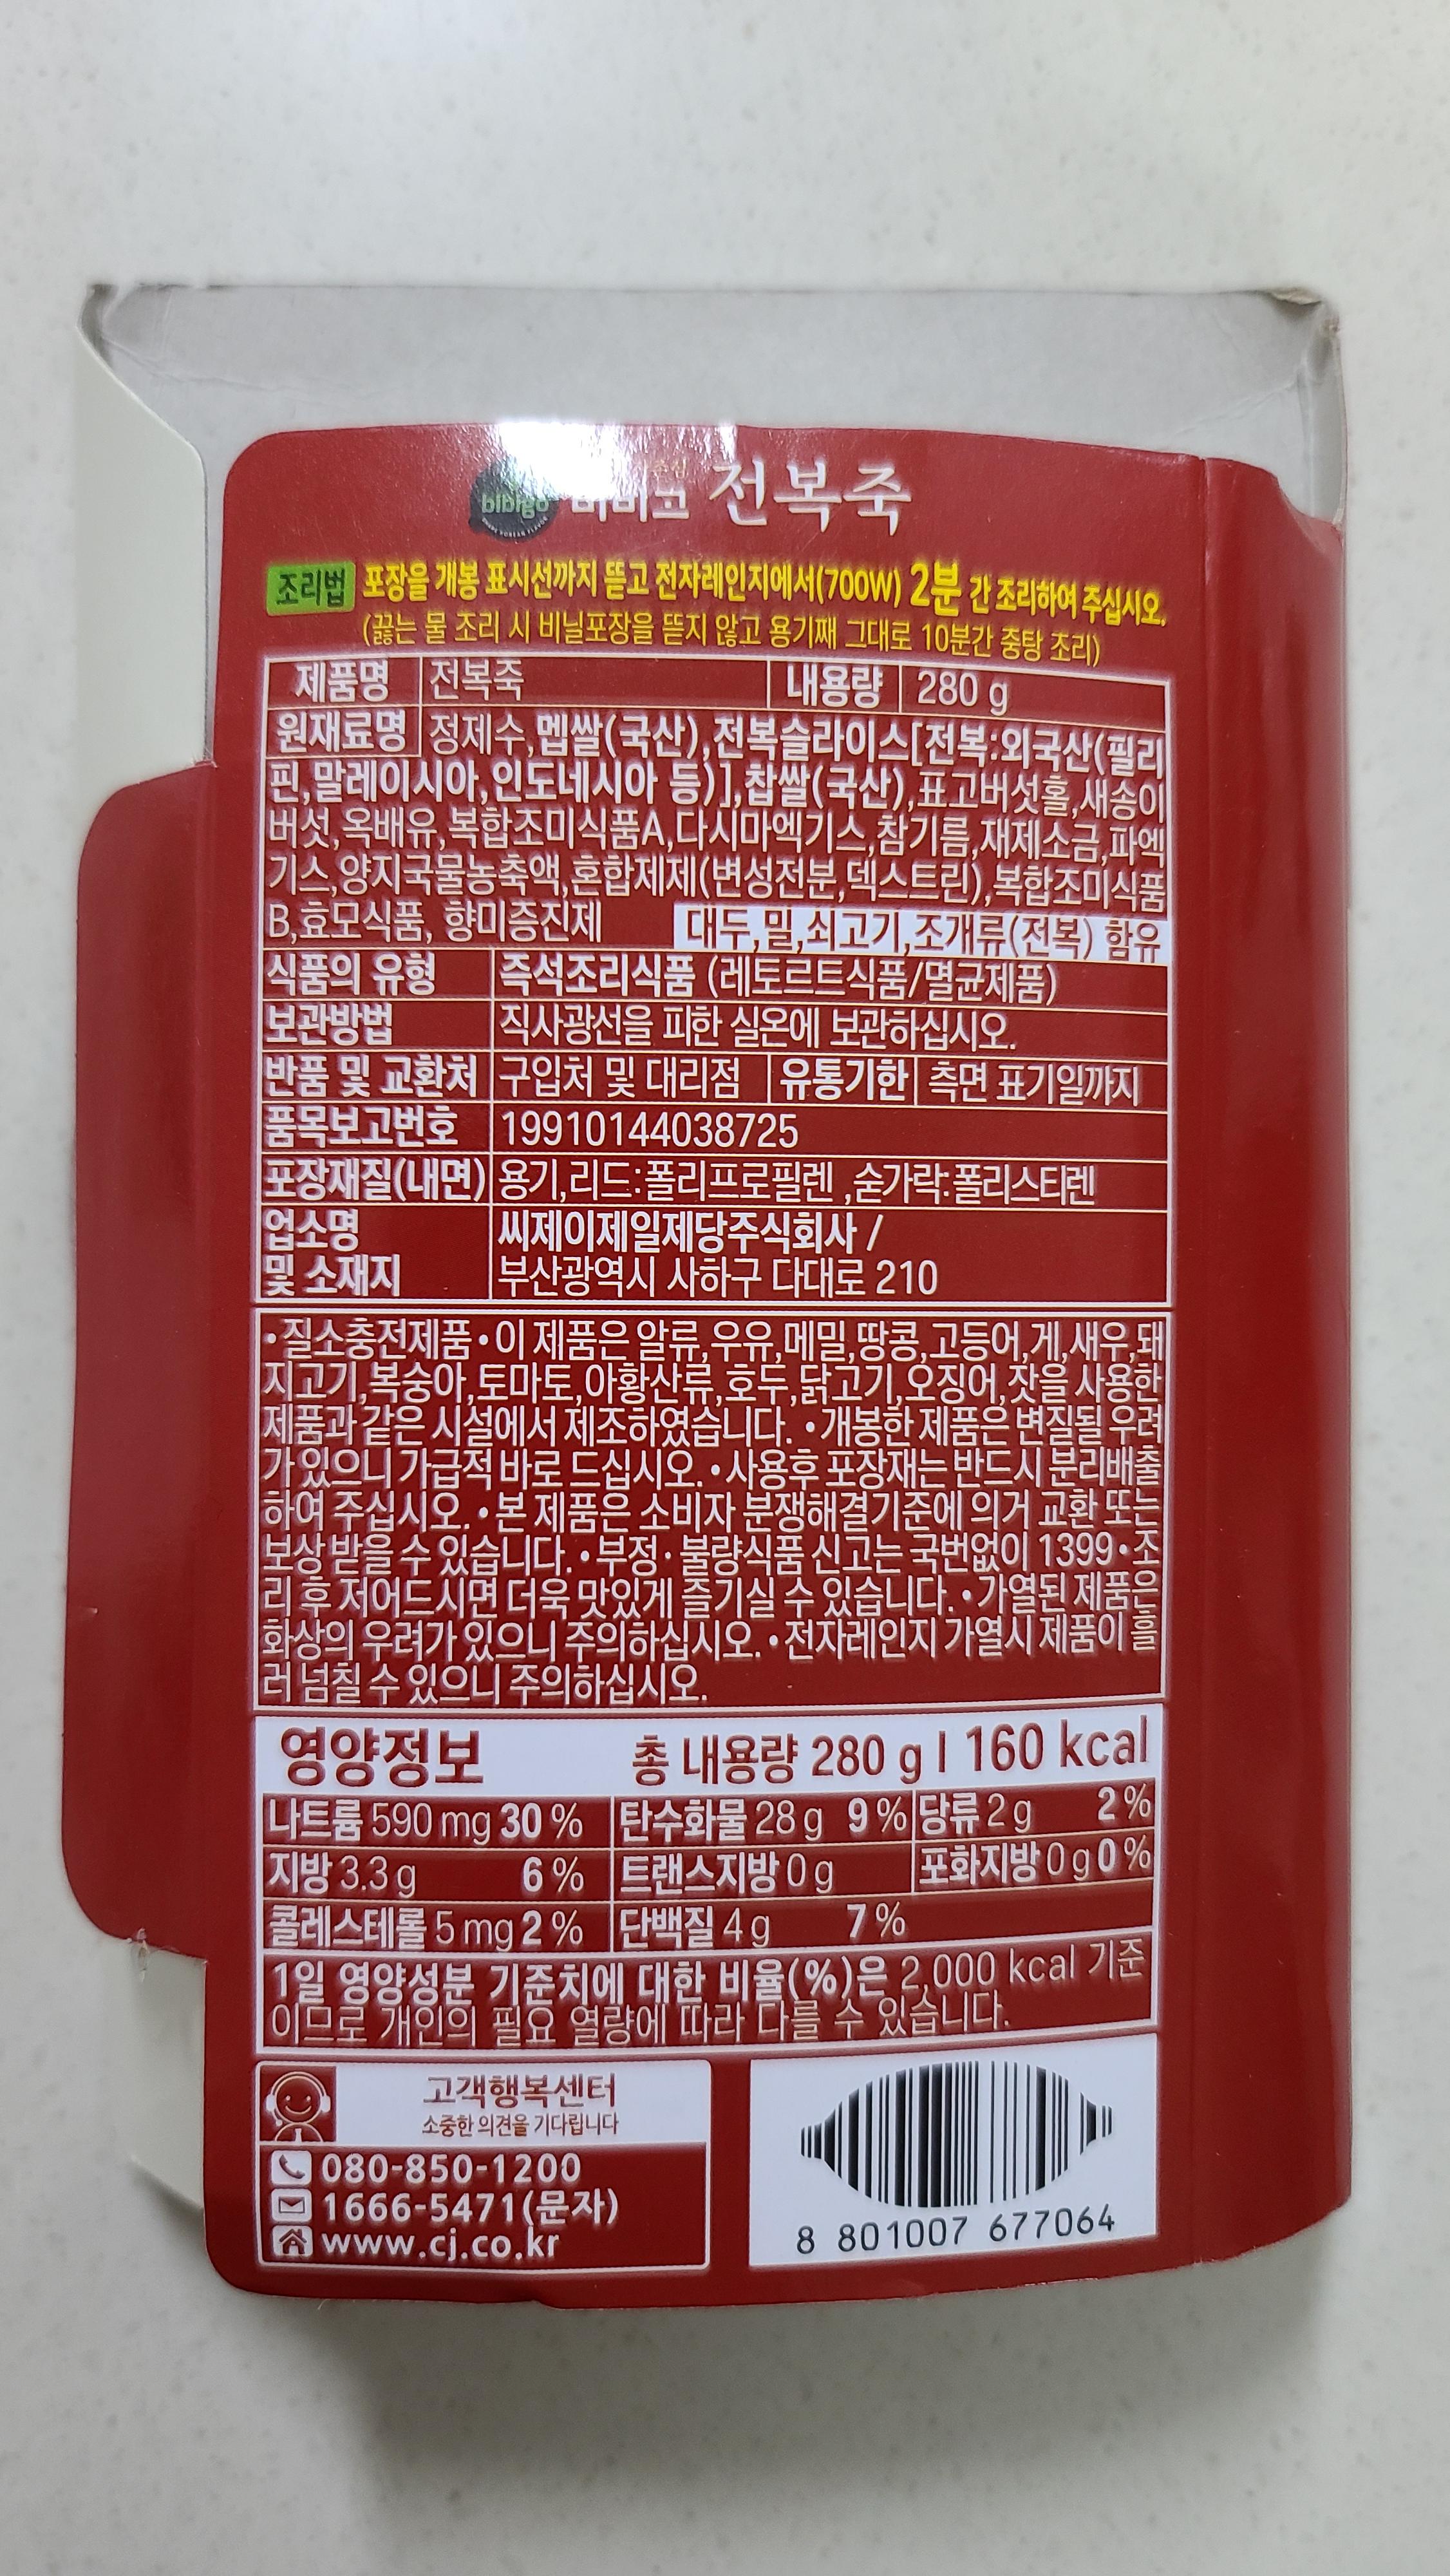 bibigo 비비고 전복죽
조리법 포장을 개봉 표시선까지 뜯고 전자레인지에서(700W) 2분 간 조리하여 주십시오.
(끓는 물 조리 시 비닐포장을 뜯지 않고 용기째 그대로 10분간 중탕 조리)
제품명 전복죽 내용량 280 g
원재료명 정제수,멥쌀(국산),전복슬라이스[전복:외국산(필리
핀,말레이시아,인도네시아 등)],찹쌀(국산),표고버섯홀,새송이
버섯,옥배유,복합조미식품A,다시마엑기스,참기름,재제소금,파엑
기스,양지국물농축액,혼합제제(변성전분,덱스트린),복합조미식품
B,효모식품, 향미증진제 대두,밀,쇠고기,조개류(전복) 함유
식품의 유형 즉석조리식품 (레토르트식품/멸균제품)
보관방법 직사광선을 피한 실온에 보관하십시오.
반품 및 교환처 구입처 및 대리점 유통기한 측면 표기일까지
품목보고번호 19910144038725
포장재질(내면) 용기,리드:폴리프로필렌 ,숟가락:폴리스티렌
업소명 씨제이제일제당주식회사 /
및 소재지 부산광역시 사하구 다대로 210
•질소충전제품•이 제품은 알류,우유,메밀,땅콩,고등어,게,새우,돼
지고기,복숭아,토마토,아황산류,호두,닭고기,오징어,잣을 사용한
제품과 같은 시설에서 제조하였습니다. •개봉한 제품은 변질될 우려
가 있으니 가급적 바로 드십시오. •사용후 포장재는 반드시 분리배출
하여 주십시오. •본 제품은 소비자 분쟁해결기준에 의거 교환 또는
보상 받을 수 있습니다. •부정·불량식품 신고는 국번없이 1399•조
리 후 저어드시면 더욱 맛있게 즐기실 수 있습니다. •가열된 제품은
화상의 우려가 있으니 주의하십시오. •전자레인지 가열시 제품이 흘
러 넘칠 수 있으니 주의하십시오.
영양정보 총 내용량 280 g | 160 kcal
나트륨 590 mg 30 % 탄수화물 28 g 9 % 당류 2 g 2 %
지방 3.3 g 6 % 트랜스지방 0 g 포화지방 0 g 0 %
콜레스테롤 5 mg 2 % 단백질 4 g 7 %
1일 영양성분 기준치에 대한 비율(%)은 2,000 kcal 기준
이므로 개인의 필요 열량에 따라 다를 수 있습니다.
고객행복센터
소중한 의견을 기다립니다
080-850-1200
1666-5471(문자)
www.cj.co.kr
8 801007 677064